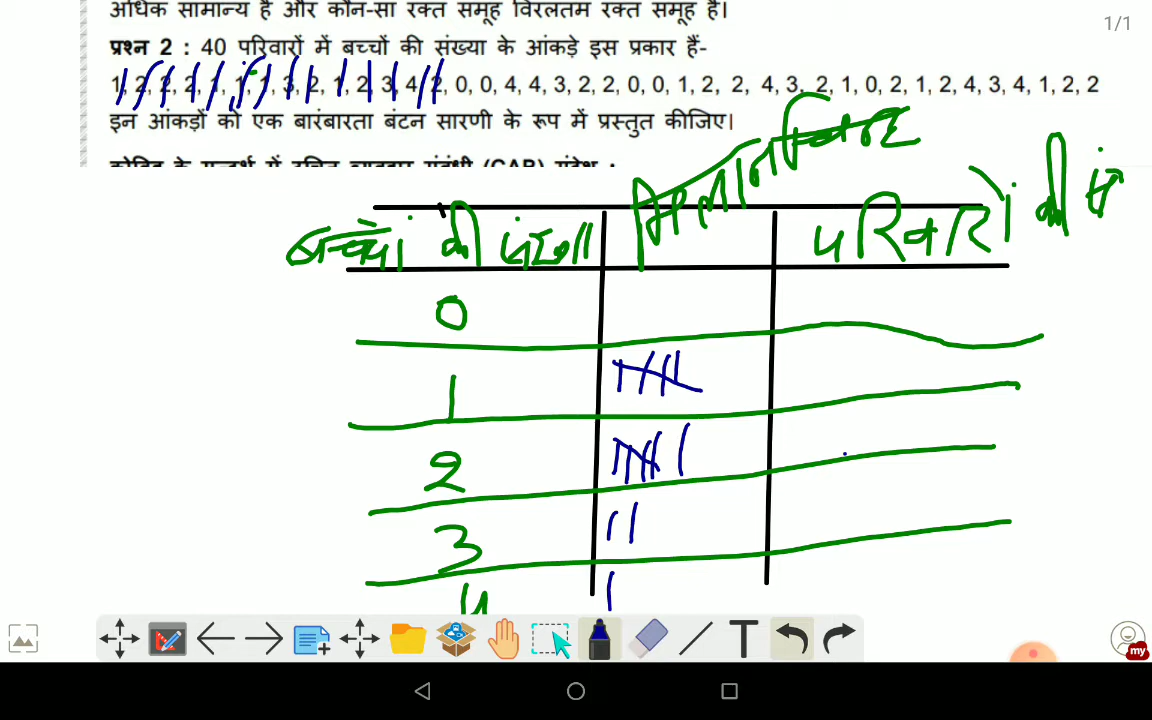 अधिक सामान्य है और कौन-सा रक्त समूह विरलतम रक्त समूह है।
1/1
प्रश्न 2 : 40 परिवारों में बच्चों की संख्या के आंकड़े इस प्रकार हैं-
1, 2, 2, 2, 1, 1, 1, 3, 2, 1, 2, 3, 4, 2, 0, 0, 4, 4, 3, 2, 2, 0, 0, 1, 2, 2, 4, 3, 2, 1, 0, 2, 1, 2, 4, 3, 4, 1, 2, 2
इन आंकड़ों को एक बारंबारता बंटन सारणी के रूप में प्रस्तुत कीजिए।
बच्चों की संख्या मिलान चिन्ह परिवारों की सं
0
1
2
3
4
T
my